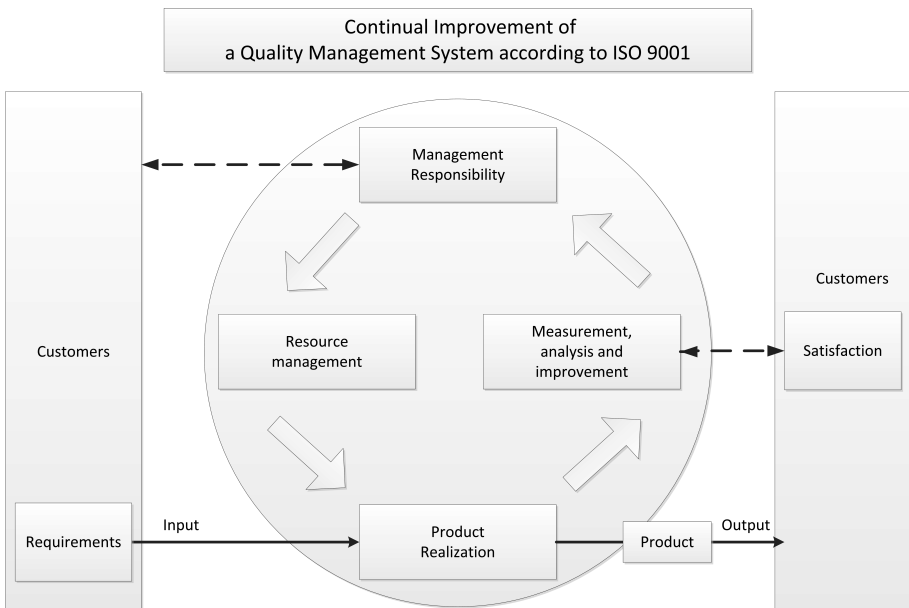 Continual Improvement of
a Quality Management System according to ISO 9001
Management
Responsibility
Customers
Resource
management
Measurement,
analysis and
improvement
Customers
Satisfaction
Requirements
Input
Product
Realization
Product
Output